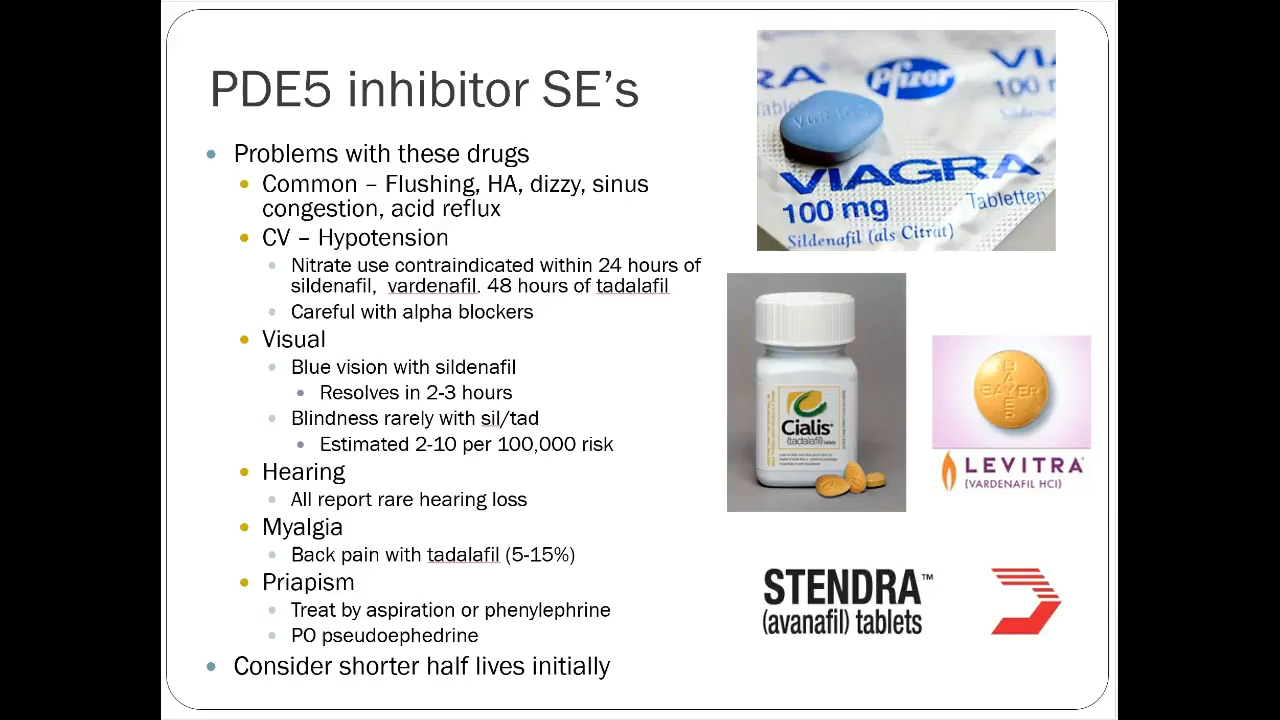 PDE5 inhibitor SE's
Problems with these drugs
Common – Flushing, HA, dizzy, sinus
congestion, acid reflux
CV – Hypotension
Nitrate use contraindicated within 24 hours of
sildenafil, vardenafil. 48 hours of tadalafil
Careful with alpha blockers
Visual
Blue vision with sildenafil
Resolves in 2-3 hours
Blindness rarely with sil/tad
Estimated 2-10 per 100,000 risk
Hearing
All report rare hearing loss
Myalgia
Back pain with tadalafil (5-15%)
Priapism
Treat by aspiration or phenylephrine
PO pseudoephedrine
Consider shorter half lives initially
RA
Pfizer
VI
100 m
VIAGRA
100 mg
Tabletten
Sildenafil (als Citrat)
Cialis
(tadalafil) tablets
BAYER
BAYER
LEVITRA
(VARDENAFIL HCl)
STENDRA™
(avanafil) tablets